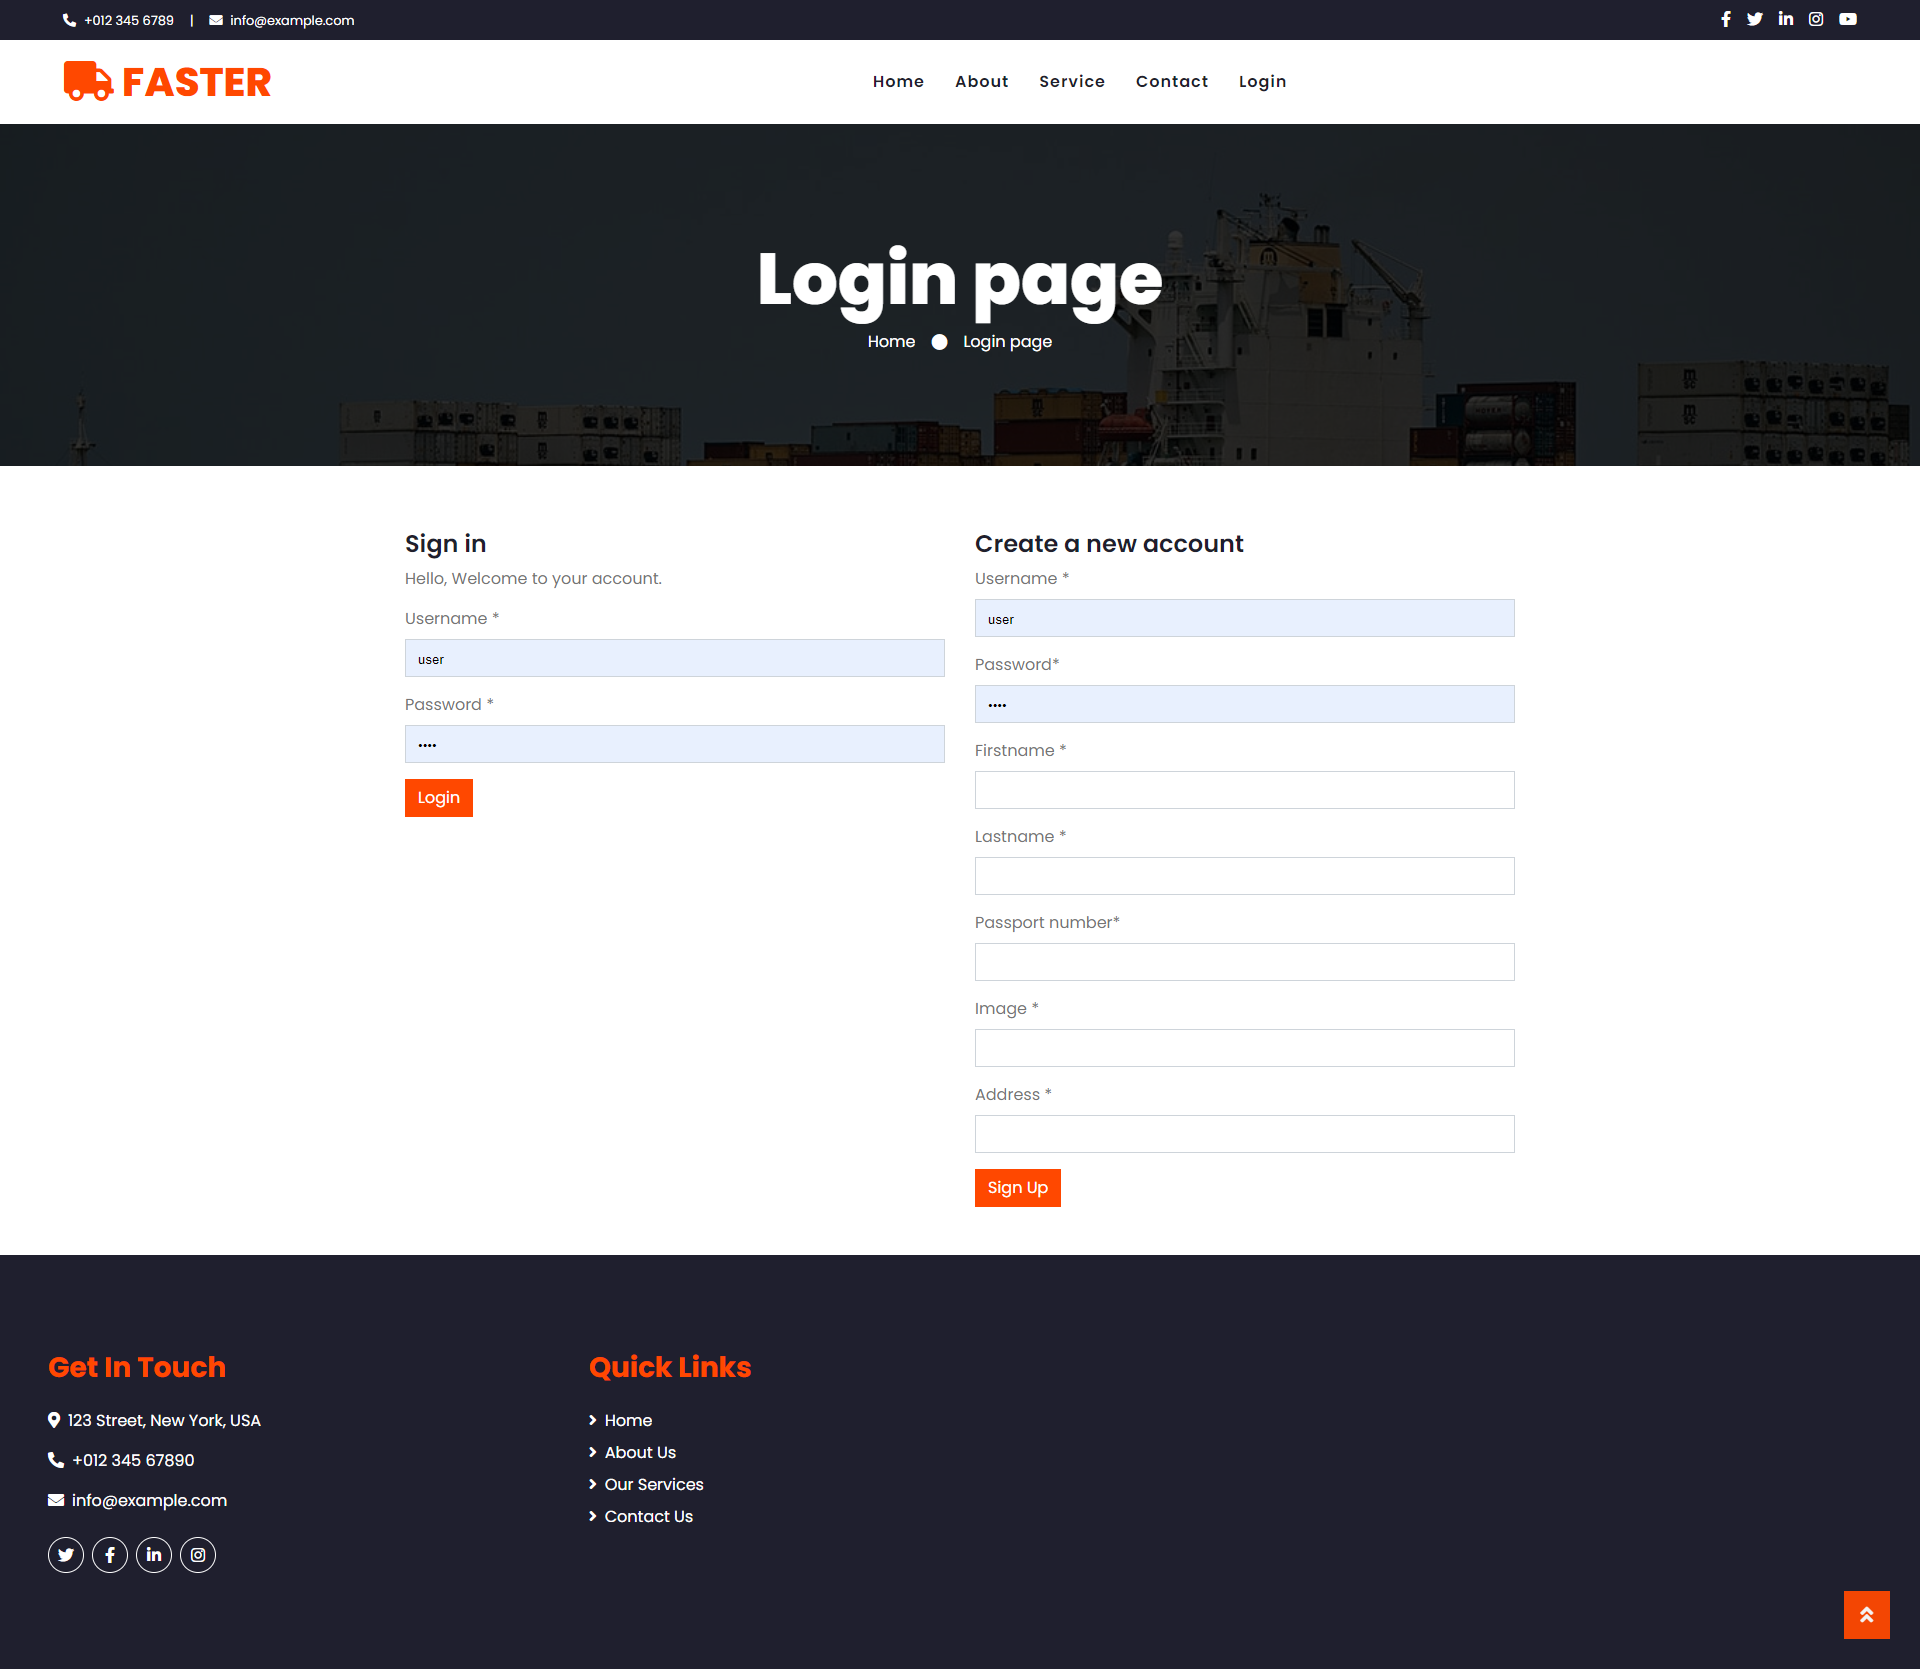 +012 345 6789 | info@example.com
FASTER
Home About Service Contact Login
Login page
Home Login page
Sign in
Hello, Welcome to your account.
Username *
user
Password *
••••
Login
Create a new account
Username *
user
Password*
••••
Firstname *
Lastname *
Passport number*
Image *
Address *
Sign Up
Get In Touch
123 Street, New York, USA
+012 345 67890
info@example.com
Quick Links
Home
About Us
Our Services
Contact Us